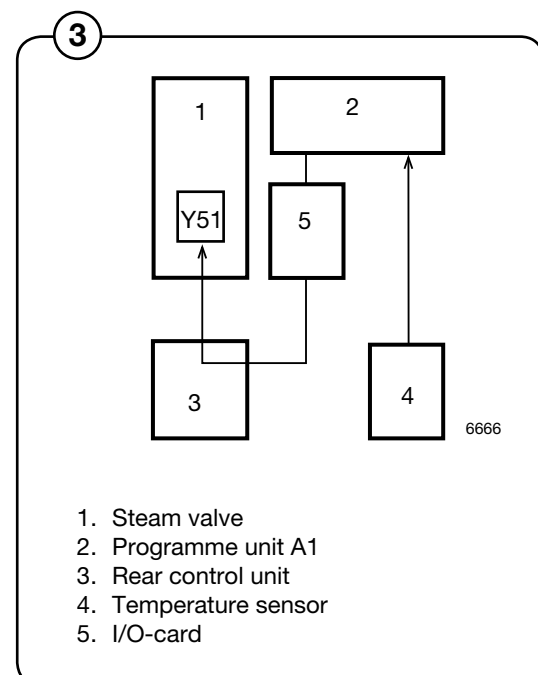 3
1
2
Y51
5
3
4
6666
1. Steam valve
2. Programme unit A1
3. Rear control unit
4. Temperature sensor
5. I/O-card